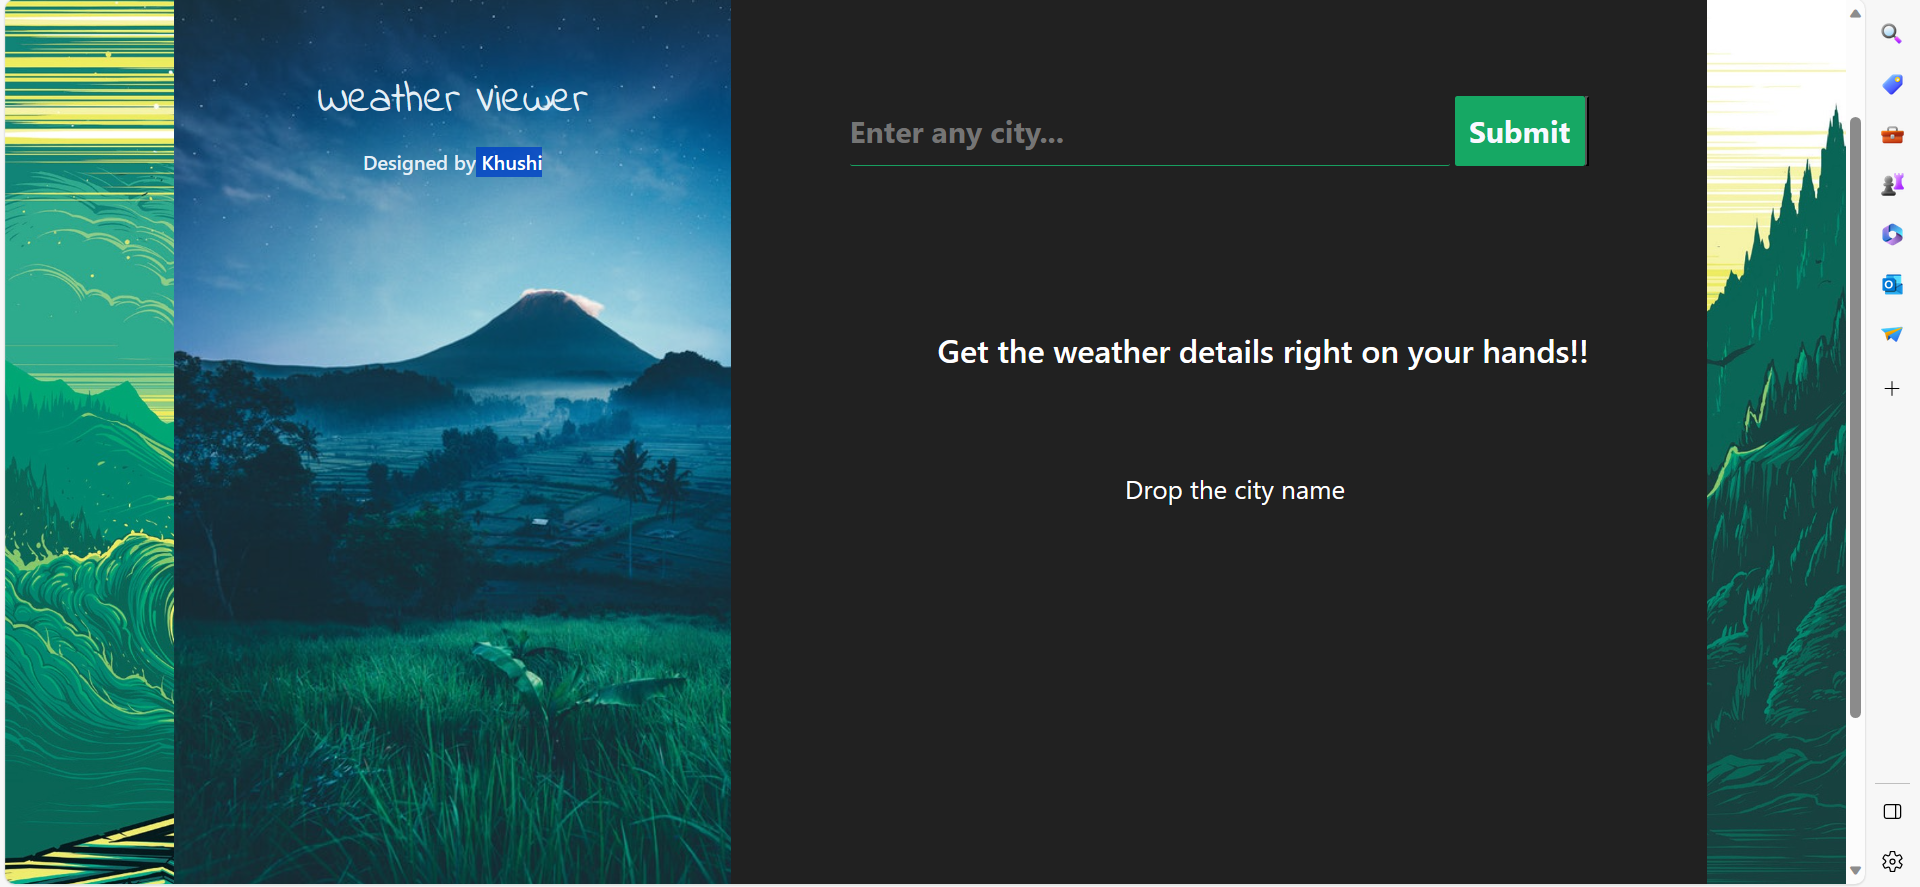 Weather Viewer
Designed by Khushi
Enter any city...
Submit
Get the weather details right on your hands!!
Drop the city name